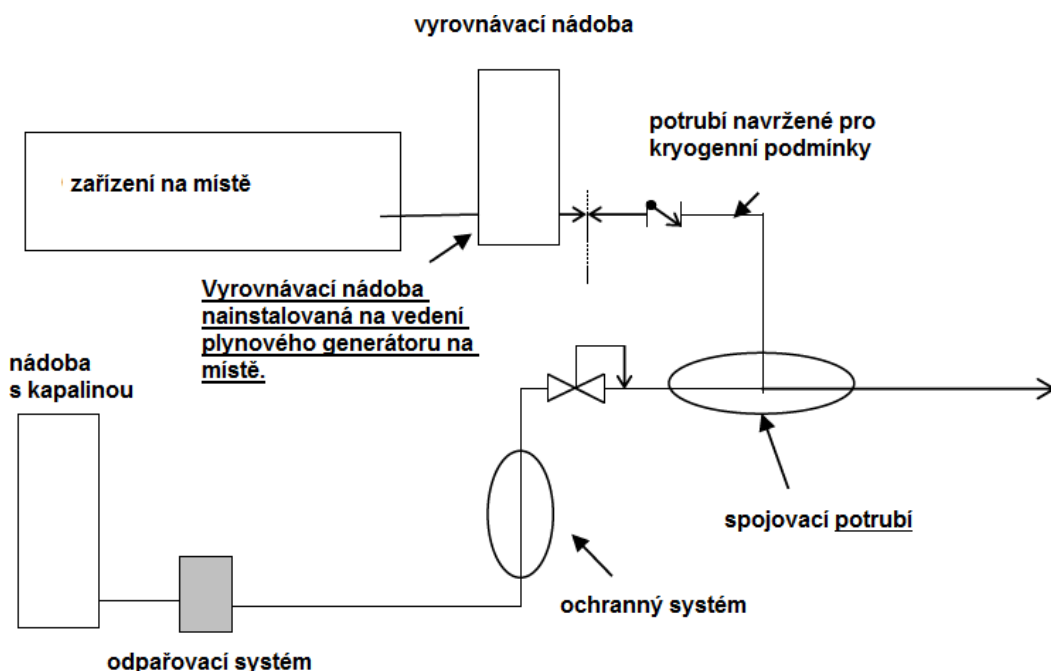 vyrovnávací nádoba
potrubí navržené pro
kryogenní podmínky
zařízení na místě
Vyrovnávací nádoba
nainstalovaná na vedení
plynového generátoru na
místě.
nádoba
s kapalinou
spojovací potrubí
ochranný systém
odpařovací systém